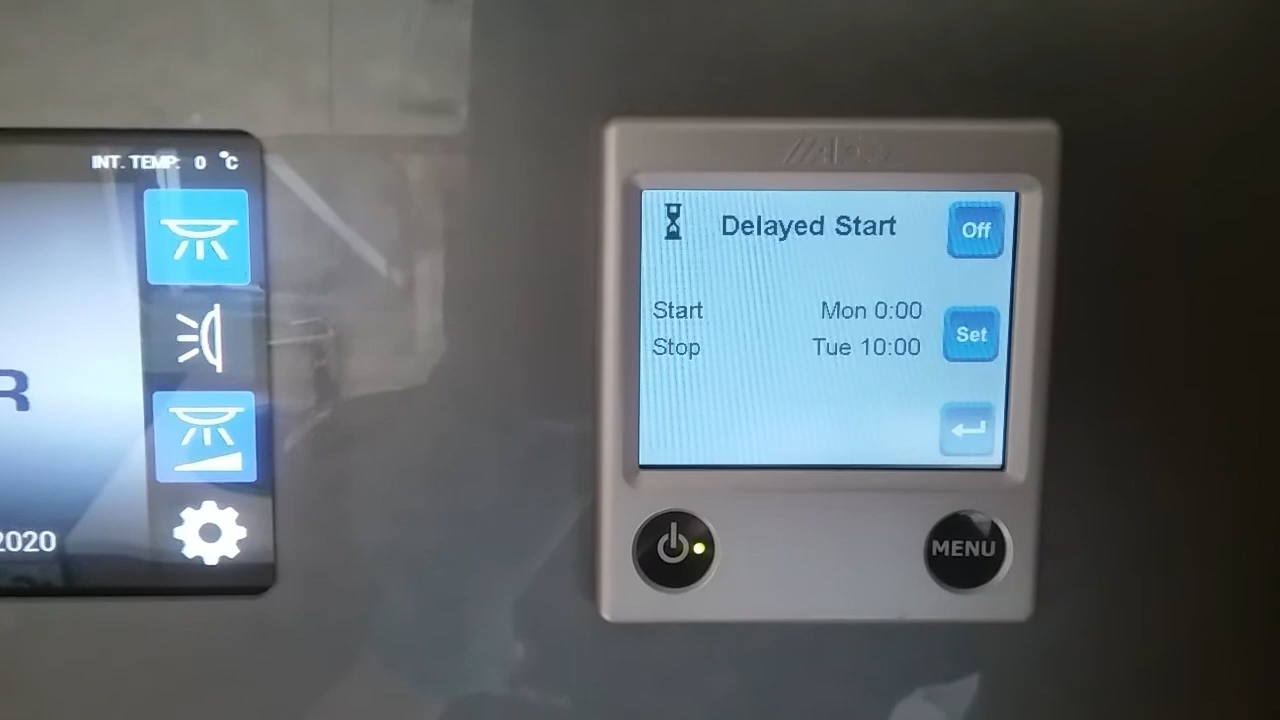 INT. TEMP: 0 °C
R
2020
Delayed Start
Off
Start Mon 0:00
Stop Tue 10:00
Set
MENU